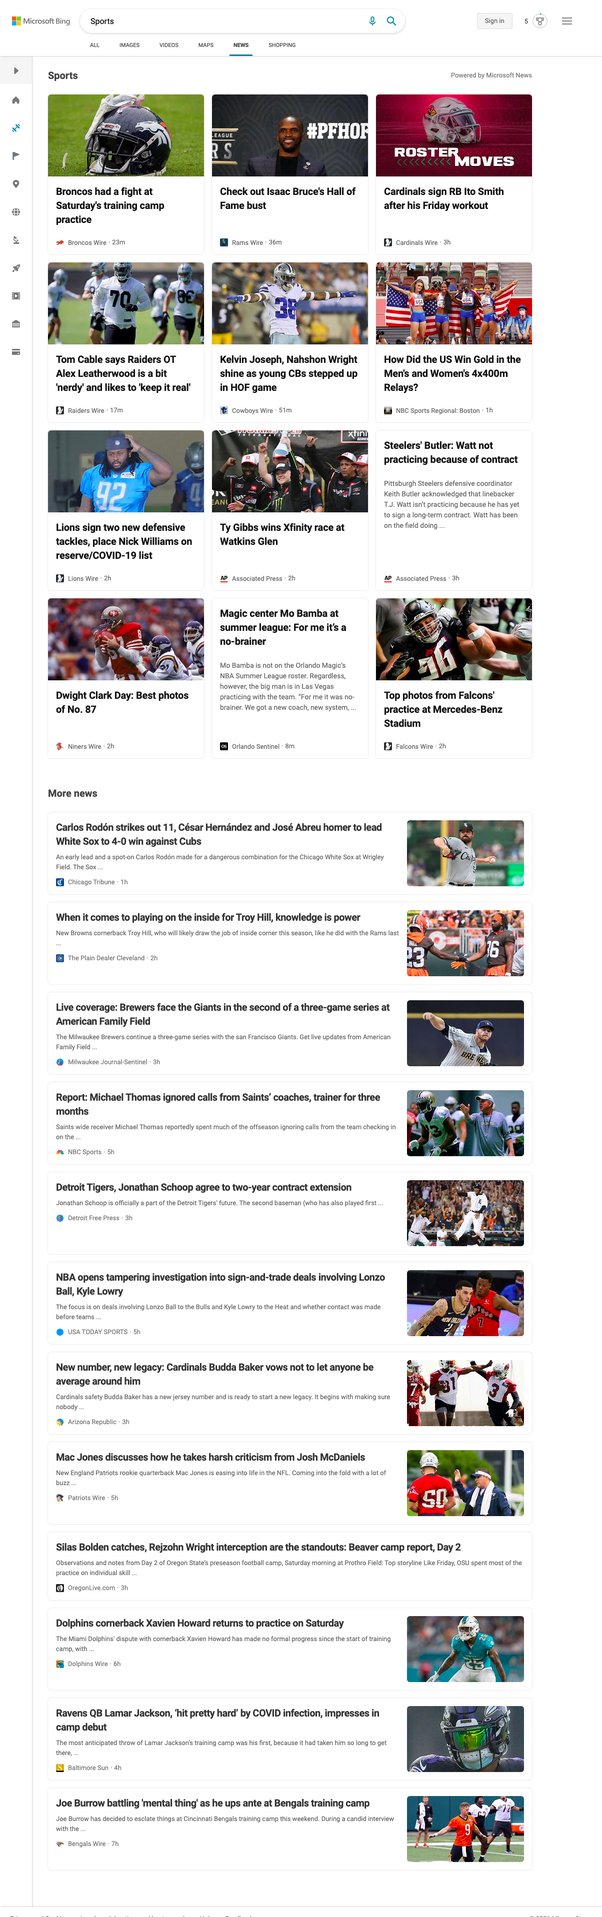 Microsoft Bing
Sports
Sign in
5
ALL IMAGES VIDEOS MAPS NEWS SHOPPING
Sports
Powered by Microsoft News
Broncos had a fight at
Saturday's training camp
practice
Broncos Wire · 23m
#PFHOF
Check out Isaac Bruce's Hall of
Fame bust
Rams Wire · 36m
ROSTER
MOVES
Cardinals sign RB Ito Smith
after his Friday workout
Cardinals Wire · 3h
70
Tom Cable says Raiders OT
Alex Leatherwood is a bit
'nerdy' and likes to 'keep it real'
Raiders Wire · 17m
38
Kelvin Joseph, Nahshon Wright
shine as young CBs stepped up
in HOF game
Cowboys Wire · 51m
How Did the US Win Gold in the
Men's and Women's 4x400m
Relays?
NBC Sports Regional: Boston · 1h
92
Lions sign two new defensive
tackles, place Nick Williams on
reserve/COVID-19 list
Lions Wire · 2h
xfinity
Ty Gibbs wins Xfinity race at
Watkins Glen
Associated Press · 2h
Steelers' Butler: Watt not
practicing because of contract
Pittsburgh Steelers defensive coordinator
Keith Butler acknowledged that linebacker
T.J. Watt isn't practicing because he has yet
to sign a long-term contract. Watt has been
on the field doing ...
Associated Press · 3h
Dwight Clark Day: Best photos
of No. 87
Niners Wire · 2h
Magic center Mo Bamba at
summer league: For me it's a
no-brainer
Mo Bamba is not on the Orlando Magic's
NBA Summer League roster. Regardless,
however, the big man is in Las Vegas
practicing with the team. "For me it was no-
brainer. We got a new coach, new system, ...
Orlando Sentinel · 8m
96
Top photos from Falcons'
practice at Mercedes-Benz
Stadium
Falcons Wire · 2h
More news
Carlos Rodón strikes out 11, César Hernández and José Abreu homer to lead
White Sox to 4-0 win against Cubs
An early lead and a spot-on Carlos Rodón made for a dangerous combination for the Chicago White Sox at Wrigley
Field. The Sox ...
Chicago Tribune · 1h
When it comes to playing on the inside for Troy Hill, knowledge is power
New Browns cornerback Troy Hill, who will likely draw the job of inside corner this season, like he did with the Rams last
...
The Plain Dealer Cleveland · 2h
Live coverage: Brewers face the Giants in the second of a three-game series at
American Family Field
The Milwaukee Brewers continue a three-game series with the san Francisco Giants. Get live updates from American
Family Field ...
Milwaukee Journal-Sentinel · 3h
Report: Michael Thomas ignored calls from Saints' coaches, trainer for three
months
Saints wide receiver Michael Thomas reportedly spent much of the offseason ignoring calls from the team checking in
on the ...
NBC Sports · 5h
Detroit Tigers, Jonathan Schoop agree to two-year contract extension
Jonathan Schoop is officially a part of the Detroit Tigers' future. The second baseman (who has also played first ...
Detroit Free Press · 3h
NBA opens tampering investigation into sign-and-trade deals involving Lonzo
Ball, Kyle Lowry
The focus is on deals involving Lonzo Ball to the Bulls and Kyle Lowry to the Heat and whether contact was made
before teams ...
USA TODAY SPORTS · 5h
New number, new legacy: Cardinals Budda Baker vows not to let anyone be
average around him
Cardinals safety Budda Baker has a new jersey number and is ready to start a new legacy. It begins with making sure
nobody ...
Arizona Republic · 3h
Mac Jones discusses how he takes harsh criticism from Josh McDaniels
New England Patriots rookie quarterback Mac Jones is easing into life in the NFL. Coming into the fold with a lot of
buzz ...
Patriots Wire · 5h
50
Silas Bolden catches, Rejzohn Wright interception are the standouts: Beaver camp report, Day 2
Observations and notes from Day 2 of Oregon State's preseason football camp, Saturday morning at Prothro Field: Top storyline Like Friday, OSU spent most of the
practice on individual skill ...
OregonLive.com · 3h
Dolphins cornerback Xavien Howard returns to practice on Saturday
The Miami Dolphins' dispute with cornerback Xavien Howard has made no formal progress since the start of training
camp, with ...
Dolphins Wire · 6h
Ravens QB Lamar Jackson, 'hit pretty hard' by COVID infection, impresses in
camp debut
The most anticipated throw of Lamar Jackson's training camp was his first, because it had taken him so long to get
there, ...
Baltimore Sun · 4h
Joe Burrow battling 'mental thing' as he ups ante at Bengals training camp
Joe Burrow has decided to esclate things at Cincinnati Bengals training camp this weekend. During a candid interview
with the ...
Bengals Wire · 7h
9